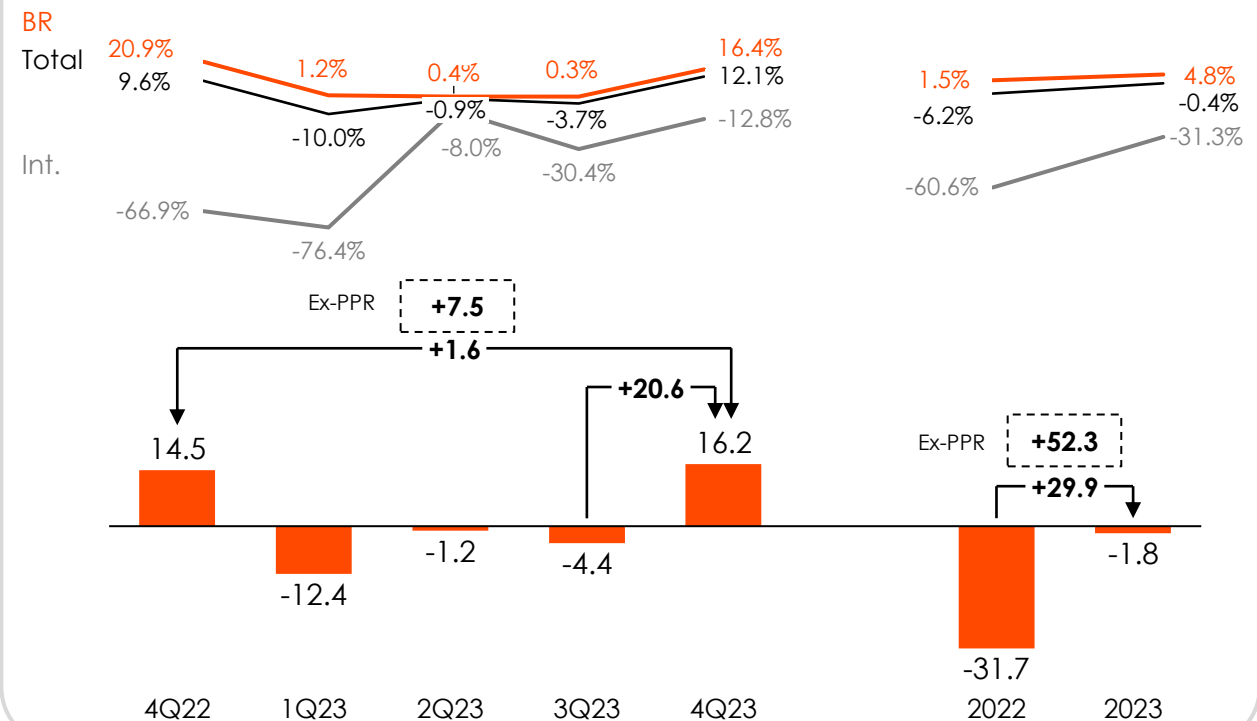 BR
Total
Int.
20.9% 1.2% 0.4% 0.3% 16.4% 1.5% 4.8%
9.6% -10.0% -0.9% -3.7% 12.1% -6.2% -0.4%
-66.9% -76.4% -8.0% -30.4% -12.8% -60.6% -31.3%
Ex-PPR +7.5
+1.6
+20.6
Ex-PPR +52.3
+29.9
14.5 -12.4 -1.2 -4.4 16.2 -31.7 -1.8
4Q22 1Q23 2Q23 3Q23 4Q23 2022 2023